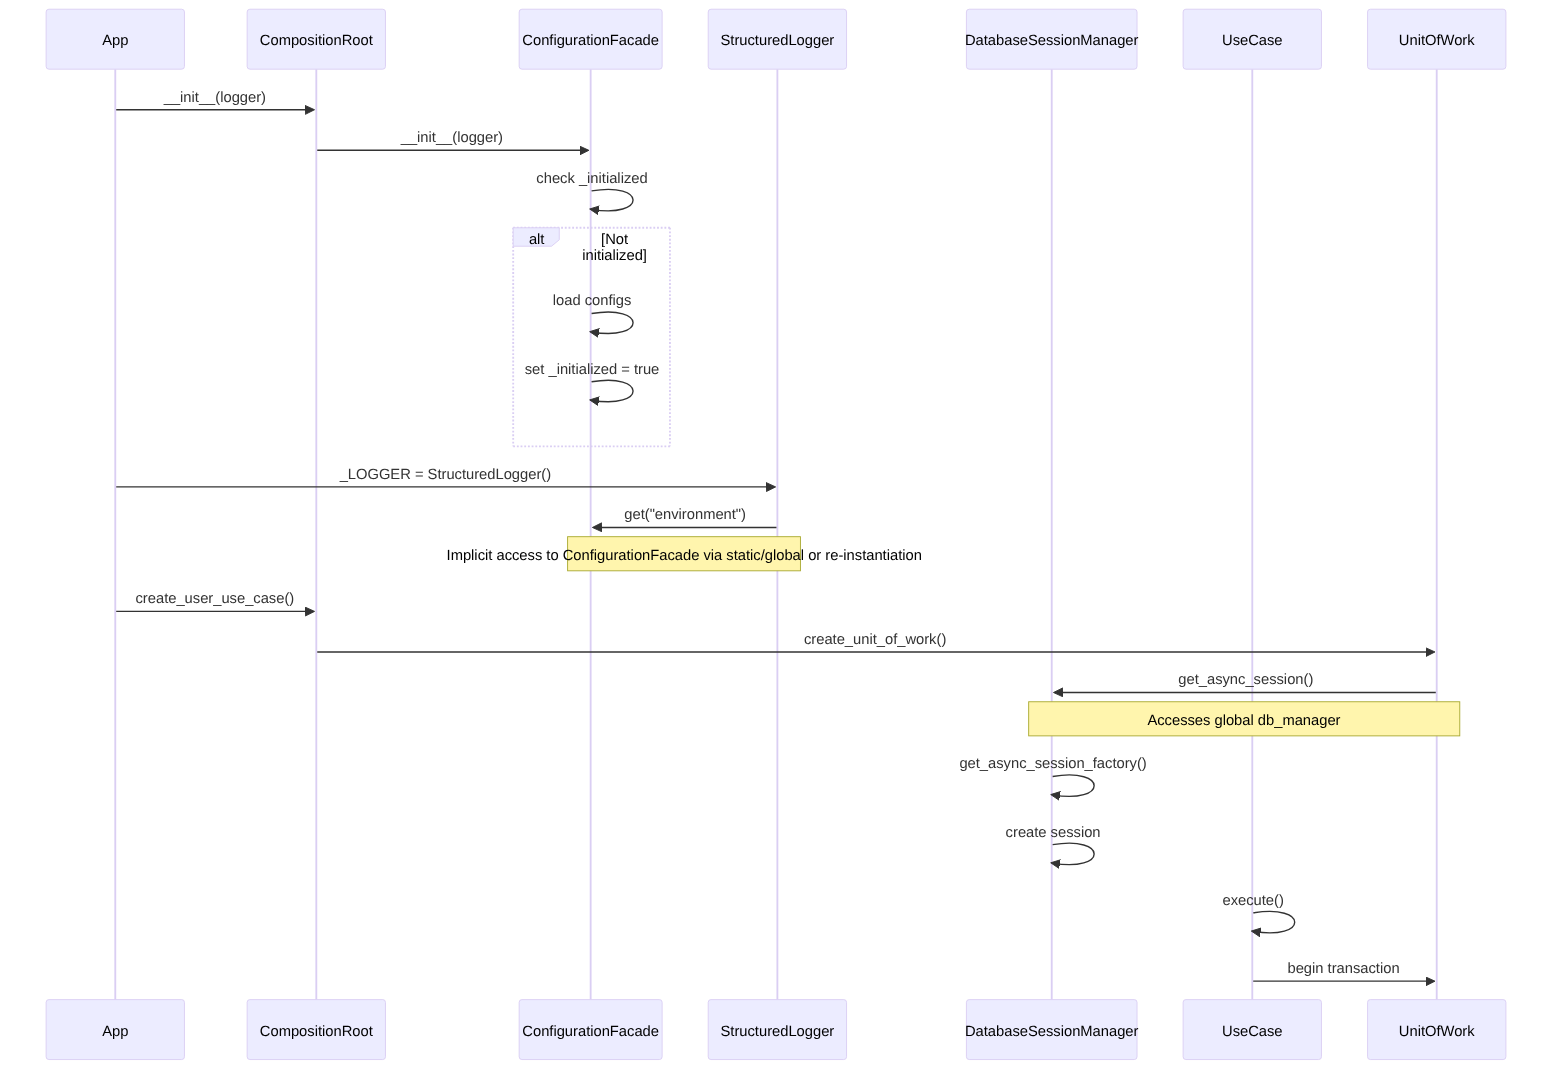 App
CompositionRoot
ConfigurationFacade
StructuredLogger
DatabaseSessionManager
UseCase
UnitOfWork
__init__(logger)
__init__(logger)
check _initialized
alt
[Not
initialized]
load configs
set _initialized = true
_LOGGER = StructuredLogger()
get("environment")
Implicit access to ConfigurationFacade via static/global or re-instantiation
create_user_use_case()
create_unit_of_work()
get_async_session()
Accesses global db_manager
get_async_session_factory()
create session
execute()
begin transaction
App
CompositionRoot
ConfigurationFacade
StructuredLogger
DatabaseSessionManager
UseCase
UnitOfWork